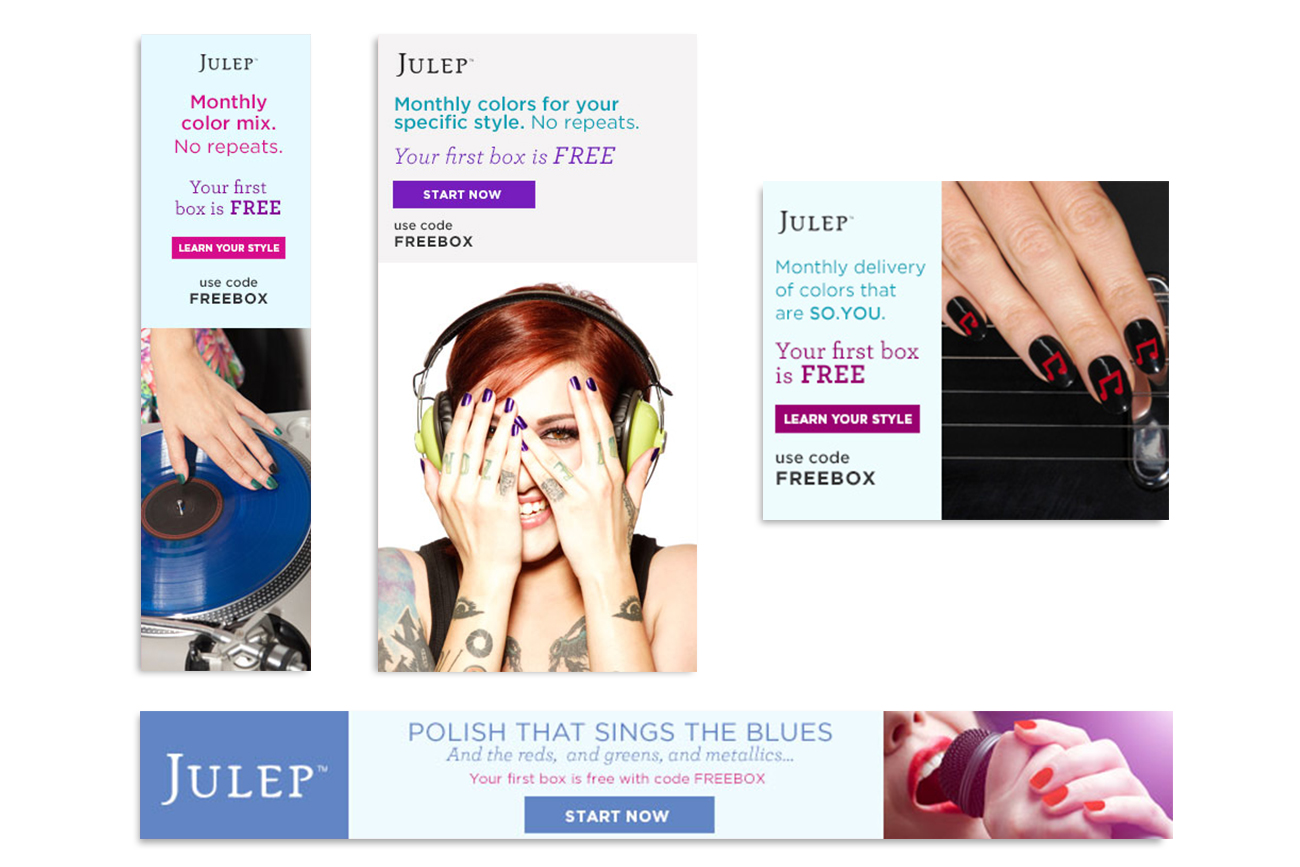 JULEP™
Monthly
color mix.
No repeats.
Your first
box is FREE
LEARN YOUR STYLE
use code
FREEBOX
JULEP™
Monthly colors for your
specific style. No repeats.
Your first box is FREE
START NOW
use code
FREEBOX
JULEP™
Monthly delivery
of colors that
are SO.YOU.
Your first box
is FREE
LEARN YOUR STYLE
use code
FREEBOX
JULEP™
POLISH THAT SINGS THE BLUES
And the reds, and greens, and metallics...
Your first box is free with code FREEBOX
START NOW